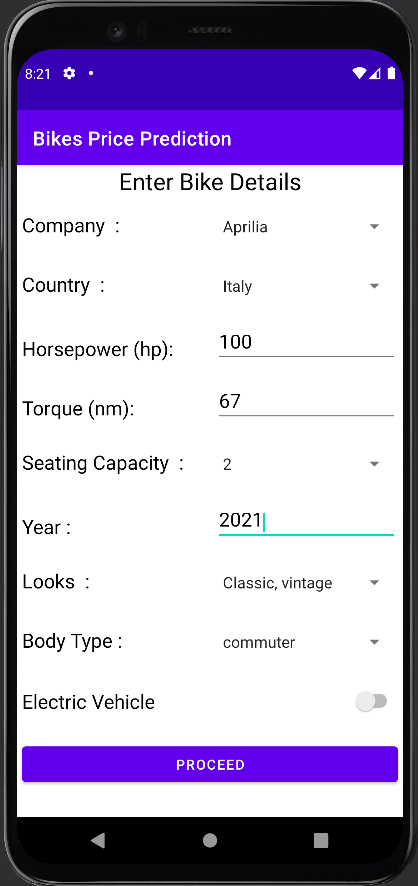 8:21
Bikes Price Prediction
Enter Bike Details
Company  : Aprilia
Country  : Italy
Horsepower (hp): 100
Torque (nm): 67
Seating Capacity  : 2
Year : 2021
Looks  : Classic, vintage
Body Type : commuter
Electric Vehicle
PROCEED